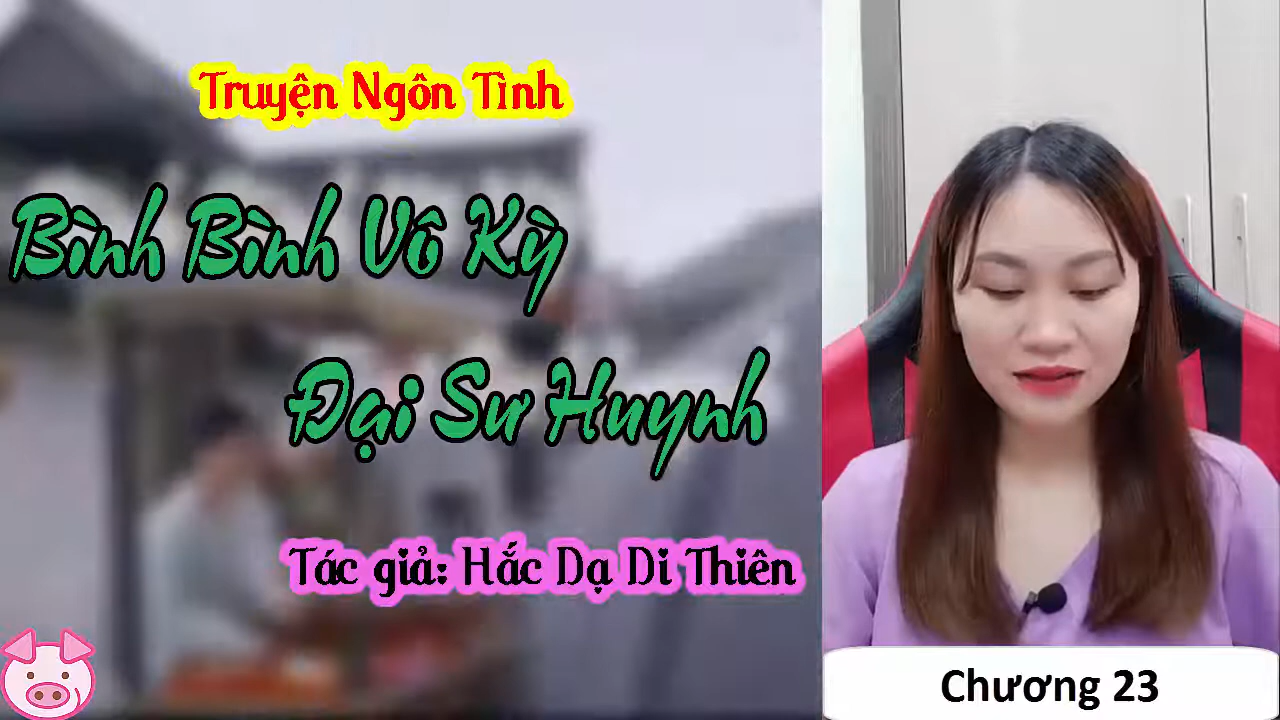 Truyện Ngôn Tình
Bình Bình Vô Kỳ
Đại Sư Huynh
Tác giả: Hắc Dạ Di Thiên
Chương 23